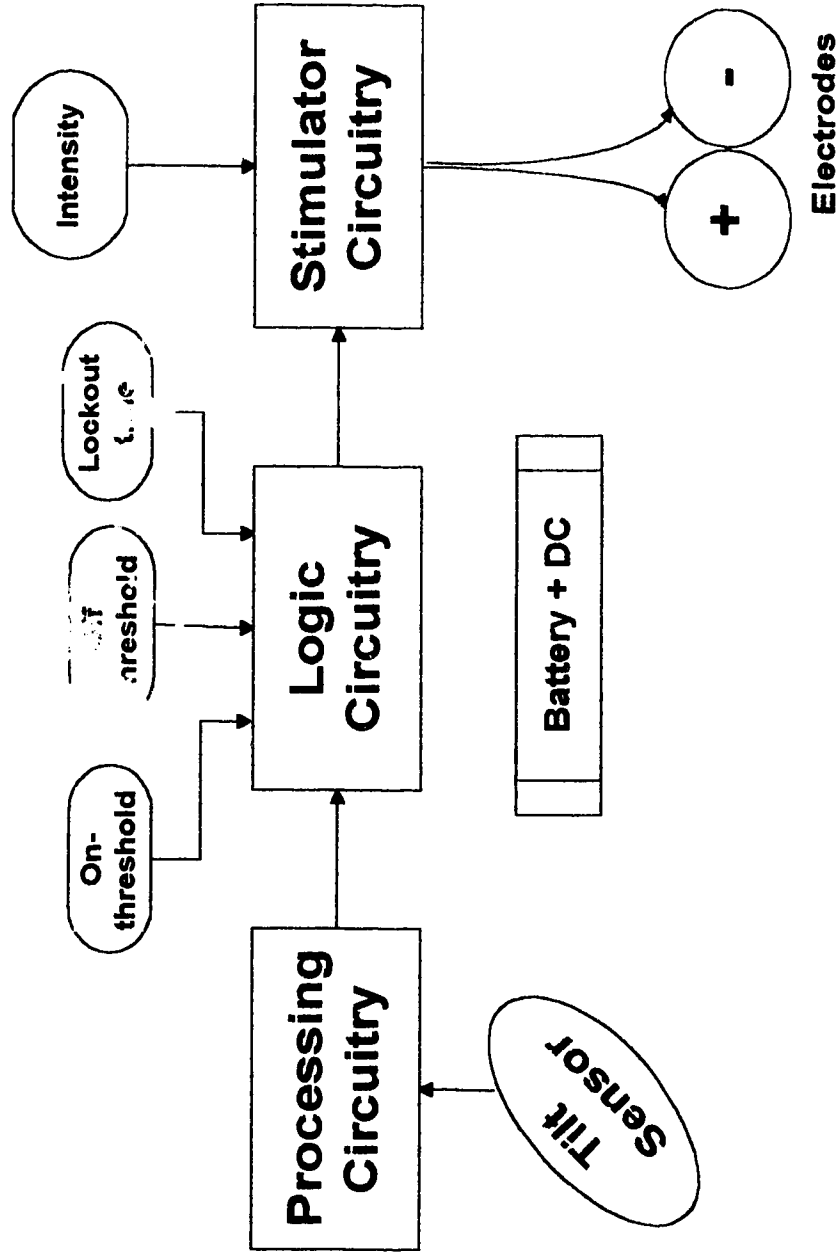 Intensity
Lockout
On-
threshold
Stimulator
Circuitry
Logic
Circuitry
Processing
Circuitry
+
-
Electrodes
Battery + DC
Tilt
Sensor